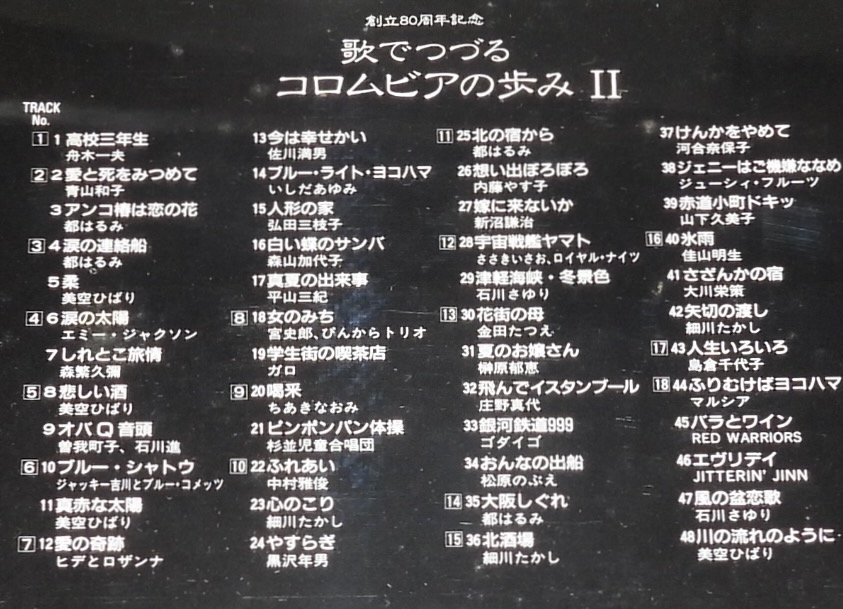 創立80周年記念
歌でつづる
コロムビアの歩み II
TRACK
No.
1 1 高校三年生
舟木一夫
2 2 愛と死をみつめて
青山和子
3 アンコ椿は恋の花
都はるみ
3 4 涙の連絡船
都はるみ
5 柔
美空ひばり
4 6 涙の太陽
エミー・ジャクソン
7 しれとこ旅情
森繁久彌
5 8 悲しい酒
美空ひばり
9 オバQ音頭
曽我町子、石川進
6 10 ブルー・シャトウ
ジャッキー吉川とブルー・コメッツ
11 真赤な太陽
美空ひばり
7 12 愛の奇跡
ヒデとロザンナ
13 今は幸せかい
佐川満男
14 ブルー・ライト・ヨコハマ
いしだあゆみ
15 人形の家
弘田三枝子
16 白い蝶のサンバ
森山加代子
17 真夏の出来事
平山三紀
8 18 女のみち
宮史郎、ぴんからトリオ
19 学生街の喫茶店
ガロ
9 20 喝采
ちあきなおみ
21 ピンポンパン体操
杉並児童合唱団
10 22 ふれあい
中村雅俊
23 心のこり
細川たかし
24 やすらぎ
黒沢年男
11 25 北の宿から
都はるみ
26 想い出ぼろぼろ
内藤やす子
27 嫁に来ないか
新沼謙治
12 28 宇宙戦艦ヤマト
ささきいさお、ロイヤル・ナイツ
29 津軽海峡・冬景色
石川さゆり
13 30 花街の母
金田たつえ
31 夏のお嬢さん
榊原郁恵
32 飛んでイスタンブール
庄野真代
33 銀河鉄道999
ゴダイゴ
34 おんなの出船
松原のぶえ
14 35 大阪しぐれ
都はるみ
15 36 北酒場
細川たかし
37 けんかをやめて
河合奈保子
38 ジェニーはご機嫌ななめ
ジューシィ・フルーツ
39 赤道小町ドキッ
山下久美子
16 40 氷雨
佳山明生
41 さざんかの宿
大川栄策
42 矢切の渡し
細川たかし
17 43 人生いろいろ
島倉千代子
18 44 ふりむけばヨコハマ
マルシア
45 バラとワイン
RED WARRIORS
46 エヴリデイ
JITTERIN' JINN
47 風の盆恋歌
石川さゆり
48 川の流れのように
美空ひばり